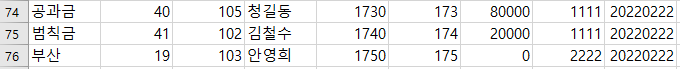 74 공과금 40 105 청길동 1730 173 80000 1111 20220222
75 범칙금 41 102 김철수 1740 174 20000 1111 20220222
76 부산 19 103 안영희 1750 175 0 2222 20220222